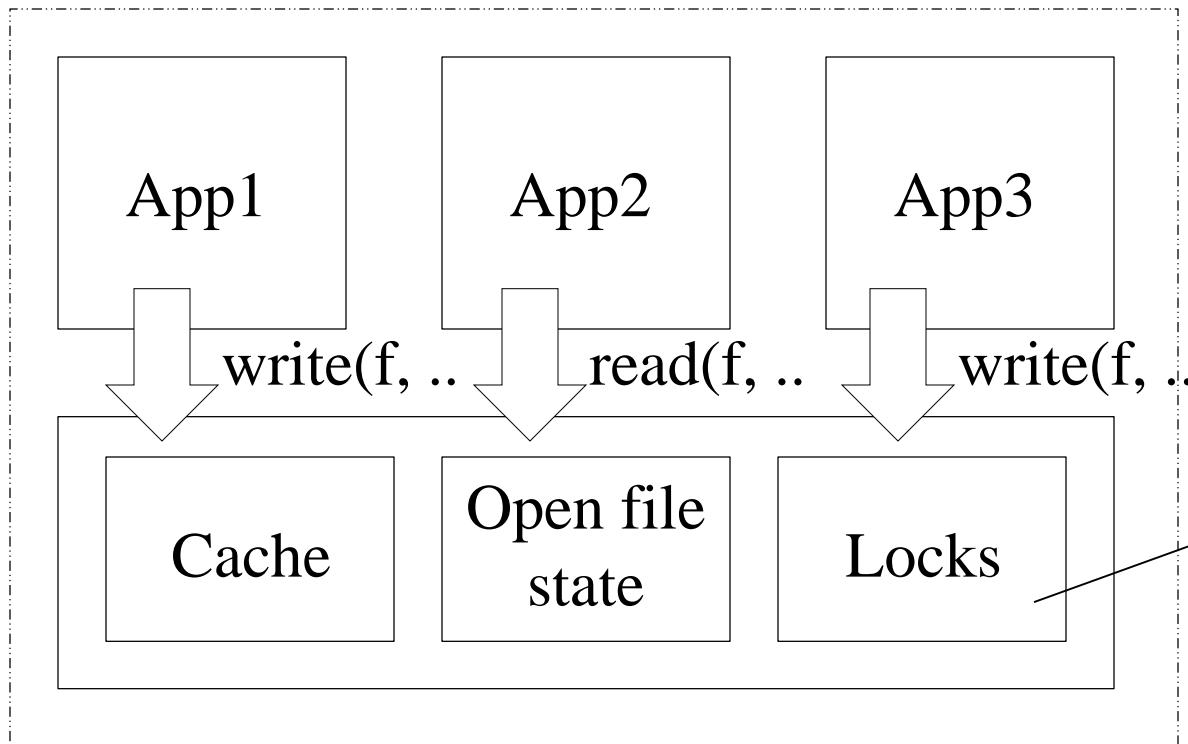 App1
App2
App3
write(f, ..
read(f, ..
write(f, ..
Cache
Open file
state
Locks